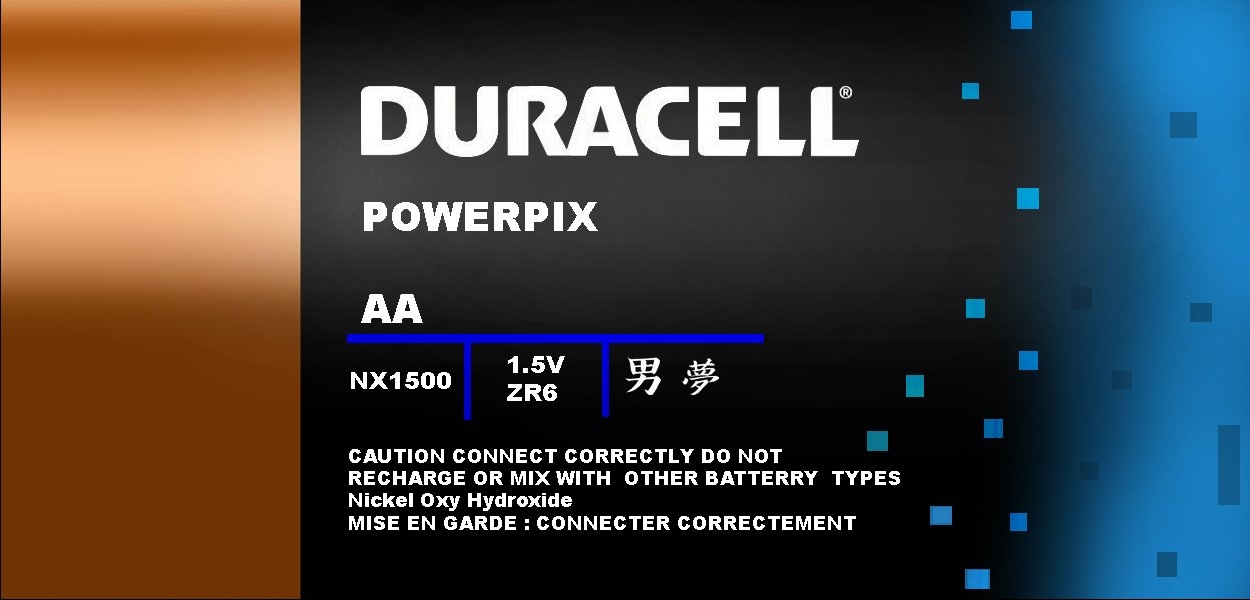 DURACELL®
POWERPIX
AA
NX1500
1.5V
ZR6
男 夢
CAUTION CONNECT CORRECTLY DO NOT
RECHARGE OR MIX WITH OTHER BATTERRY TYPES
Nickel Oxy Hydroxide
MISE EN GARDE : CONNECTER CORRECTEMENT